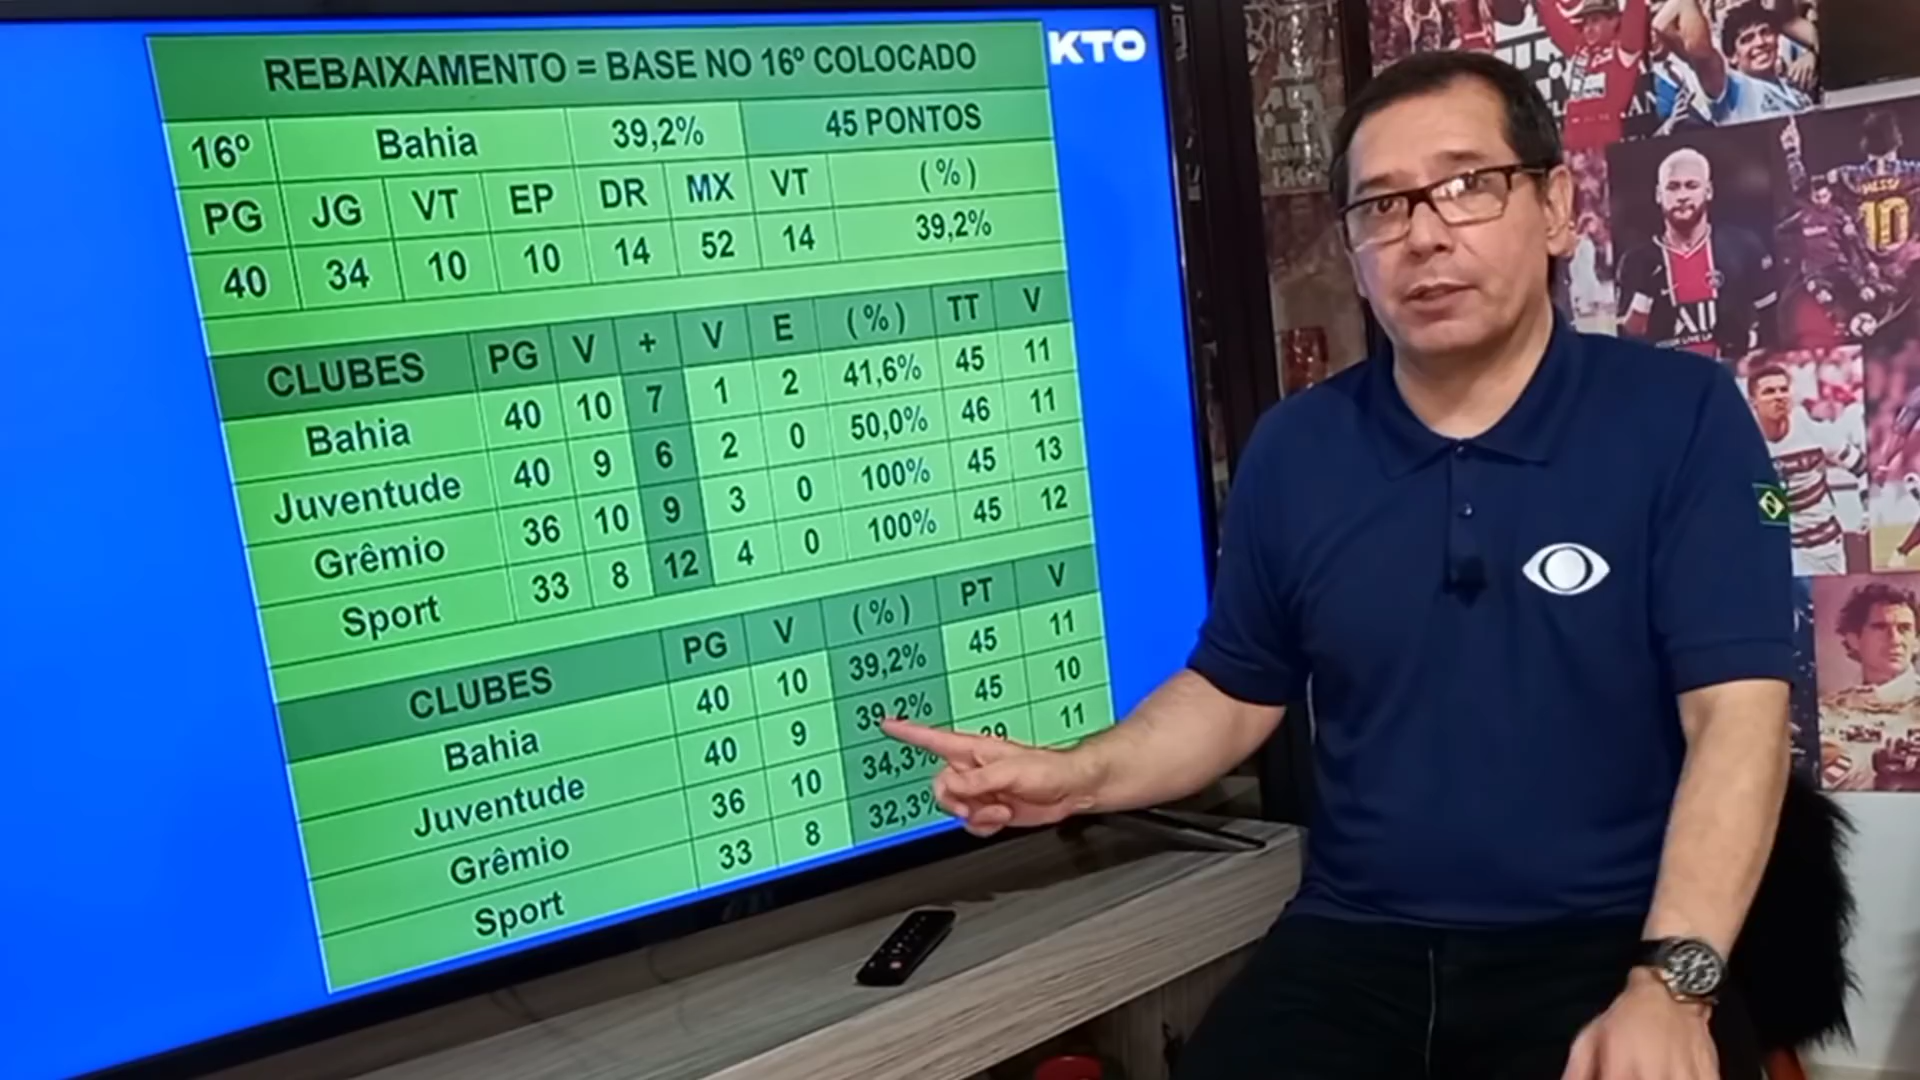 REBAIXAMENTO = BASE NO 16º COLOCADO
KTO
16º Bahia 39,2% 45 PONTOS
PG JG VT EP DR MX VT (%)
40 34 10 10 14 52 14 39,2%
CLUBES PG V + V E (%) TT V
Bahia 40 10 7 1 2 41,6% 45 11
Juventude 40 9 6 2 0 50,0% 46 11
Grêmio 36 10 9 3 0 100% 45 13
Sport 33 8 12 4 0 100% 45 12
CLUBES PG V (%) PT V
Bahia 40 10 39,2% 45 11
Juventude 40 9 39,2% 45 10
Grêmio 36 10 34,3% 39 11
Sport 33 8 32,3%
MESSI
10